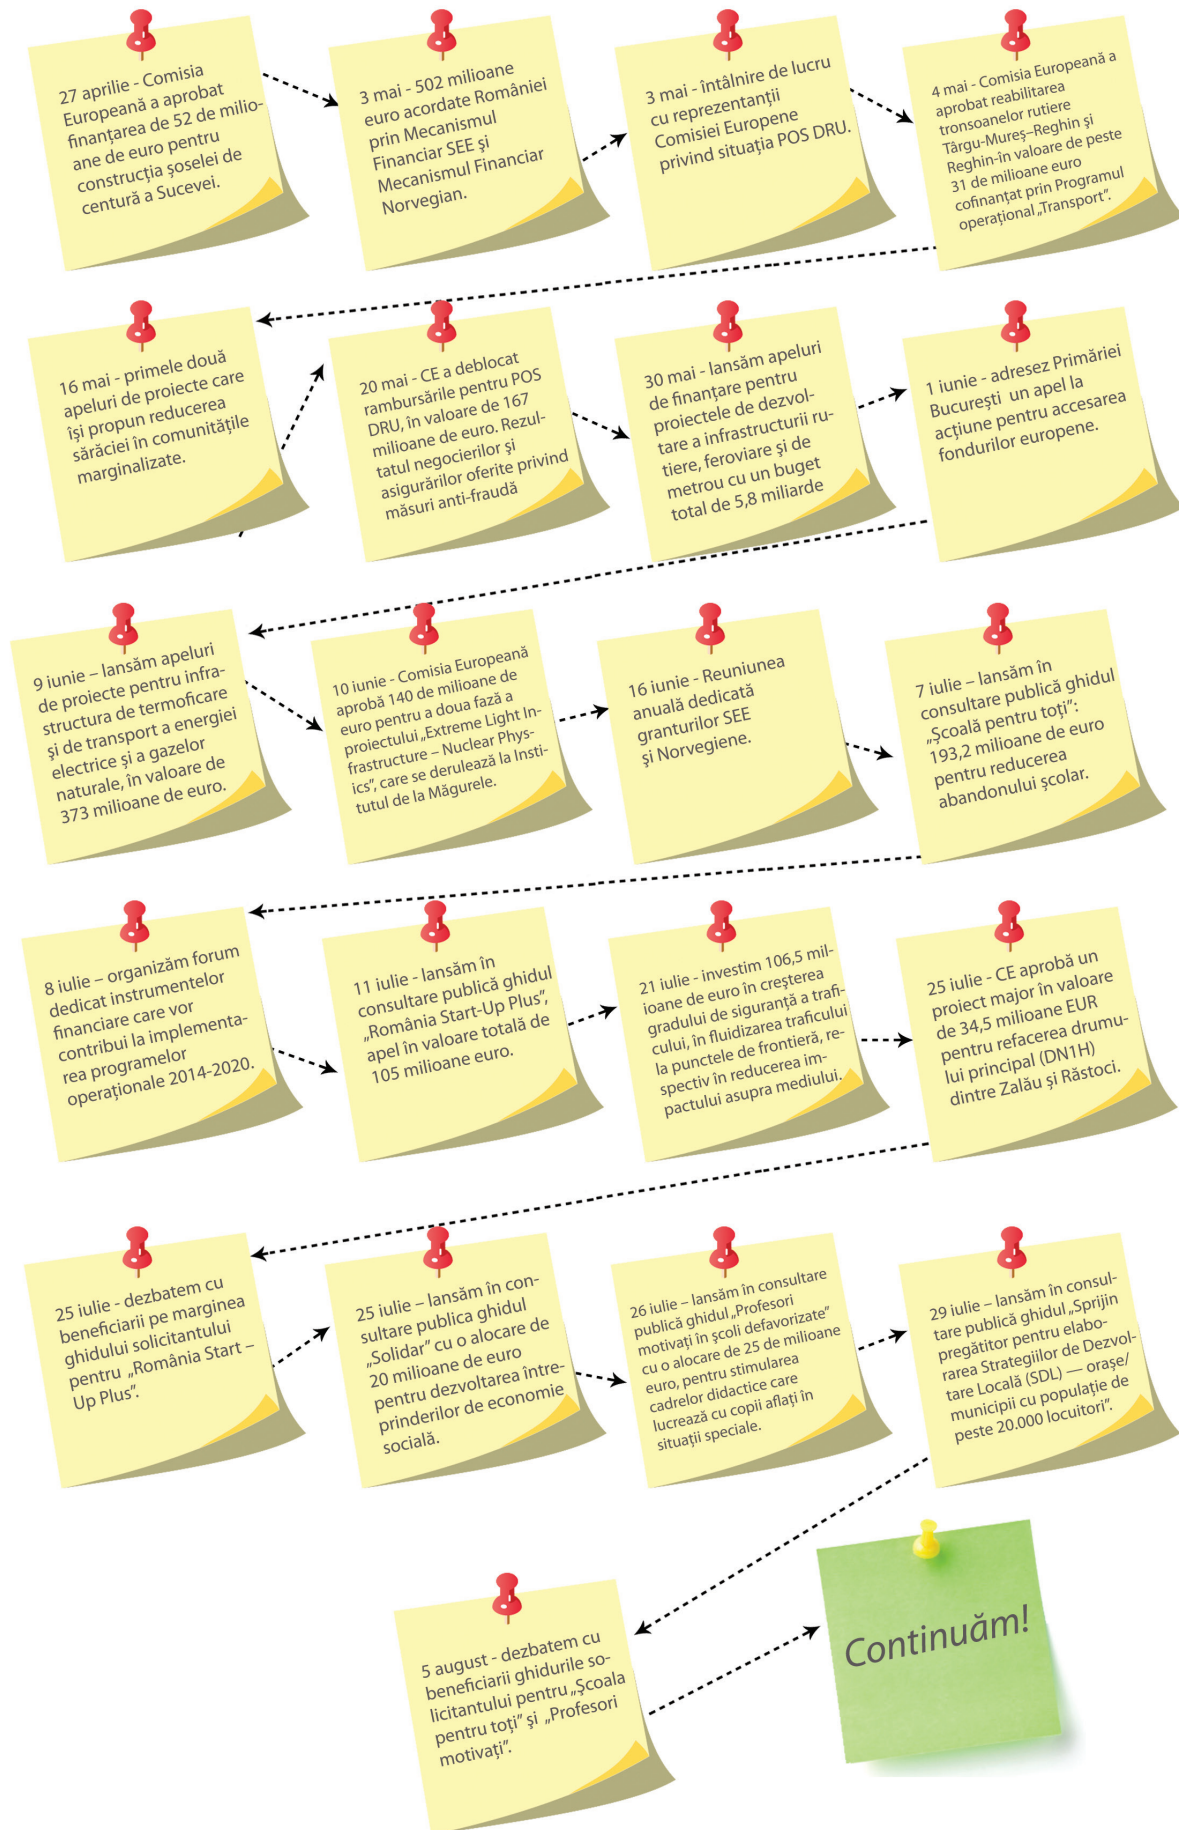 27 aprilie - Comisia
Europeană a aprobat
finanțarea de 52 de milio-
ane de euro pentru
construcția șoselei de
centură a Sucevei.
3 mai - 502 milioane
euro acordate României
prin Mecanismul
Financiar SEE și
Mecanismul Financiar
Norvegian.
3 mai - întâlnire de lucru
cu reprezentanții
Comisiei Europene
privind situația POS DRU.
4 mai - Comisia Europeană a
aprobat reabilitarea
tronsoanelor rutiere
Târgu-Mureș–Reghin și
Reghin-în valoare de peste
31 de milioane euro
cofinanțat prin Programul
operațional „Transport”.
16 mai - primele două
apeluri de proiecte care
își propun reducerea
sărăciei în comunitățile
marginalizate.
20 mai - CE a deblocat
rambursările pentru POS
DRU, în valoare de 167
milioane de euro. Rezul-
tatul negocierilor și
asigurărilor oferite privind
măsuri anti-fraudă
30 mai - lansăm apeluri
de finanțare pentru
proiectele de dezvol-
tare a infrastructurii ru-
tiere, feroviare și de
metrou cu un buget
total de 5,8 miliarde
1 iunie - adresez Primăriei
București un apel la
acțiune pentru accesarea
fondurilor europene.
9 iunie – lansăm apeluri
de proiecte pentru infra-
structura de termoficare
și de transport a energiei
electrice și a gazelor
naturale, în valoare de
373 milioane de euro.
10 iunie - Comisia Europeană
aprobă 140 de milioane de
euro pentru a doua fază a
proiectului „Extreme Light In-
frastructure – Nuclear Phys-
ics”, care se derulează la Insti-
tutul de la Măgurele.
16 iunie - Reuniunea
anuală dedicată
granturilor SEE
și Norvegiene.
7 iulie – lansăm în
consultare publică ghidul
„Școală pentru toți”:
193,2 milioane de euro
pentru reducerea
abandonului școlar.
8 iulie – organizăm forum
dedicat instrumentelor
financiare care vor
contribui la implementa-
rea programelor
operaționale 2014-2020.
11 iulie - lansăm în
consultare publică ghidul
„România Start-Up Plus”,
apel în valoare totală de
105 milioane euro.
21 iulie - investim 106,5 mil-
ioane de euro în creșterea
gradului de siguranță a trafi-
cului, în fluidizarea traficului
la punctele de frontieră, re-
spectiv în reducerea im-
pactului asupra mediului.
25 iulie - CE aprobă un
proiect major în valoare
de 34,5 milioane EUR
pentru refacerea drumu-
lui principal (DN1H)
dintre Zalău și Răstoci.
25 iulie - dezbatem cu
beneficiarii pe marginea
ghidului solicitantului
pentru „România Start –
Up Plus”.
25 iulie – lansăm în con-
sultare publica ghidul
„Solidar” cu o alocare de
20 milioane de euro
pentru dezvoltarea între-
prinderilor de economie
socială.
26 iulie – lansăm în consultare
publică ghidul „Profesori
motivați în școli defavorizate”
cu o alocare de 25 de milioane
euro, pentru stimularea
cadrelor didactice care
lucrează cu copii aflați în
situații speciale.
29 iulie – lansăm în consul-
tare publică ghidul „Sprijin
pregătitor pentru elabo-
rarea Strategiilor de Dezvol-
tare Locală (SDL) — orașe/
municipii cu populație de
peste 20.000 locuitori”.
5 august - dezbatem cu
beneficiarii ghidurile so-
licitantului pentru „Școala
pentru toți” și „Profesori
motivați”.
Continuăm!